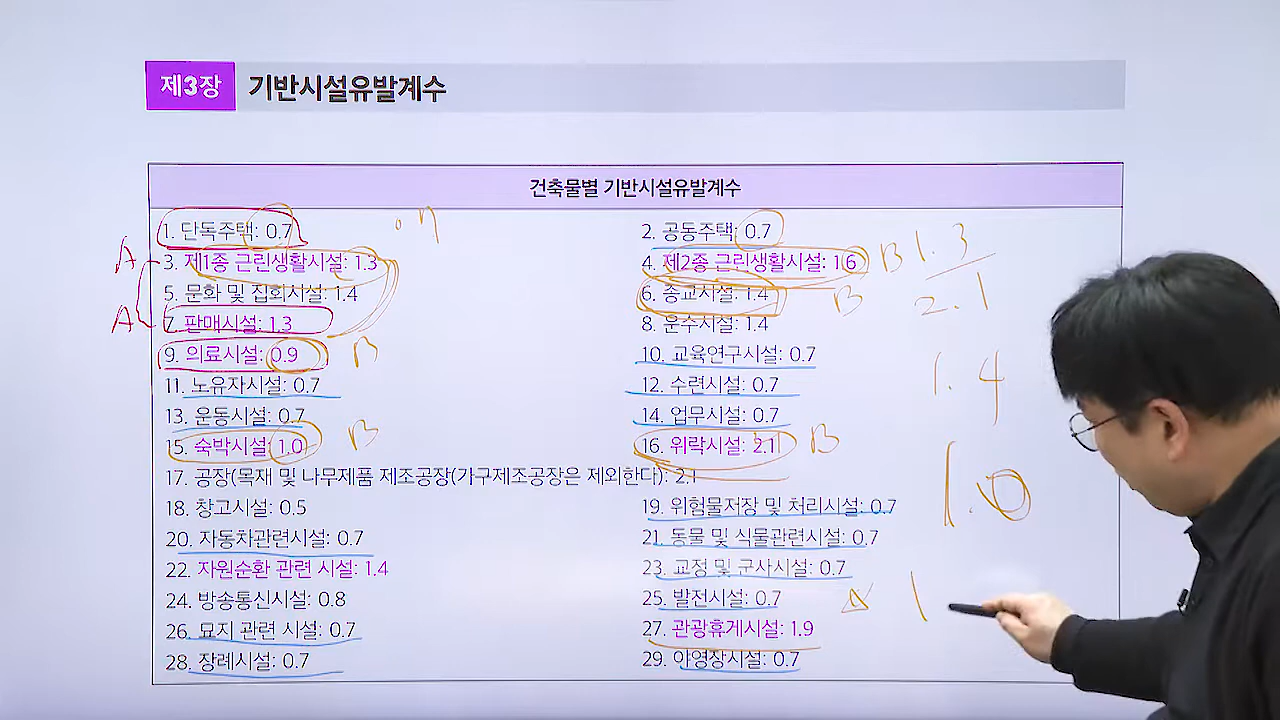 제3장 기반시설유발계수
건축물별 기반시설유발계수
1. 단독주택: 0.7 2. 공동주택: 0.7
3. 제1종 근린생활시설: 1.3 4. 제2종 근린생활시설: 1.6
5. 문화 및 집회시설: 1.4 6. 종교시설: 1.4
7. 판매시설: 1.3 8. 운수시설: 1.4
9. 의료시설: 0.9 10. 교육연구시설: 0.7
11. 노유자시설: 0.7 12. 수련시설: 0.7
13. 운동시설: 0.7 14. 업무시설: 0.7
15. 숙박시설: 1.0 16. 위락시설: 2.1
17. 공장(목재 및 나무제품 제조공장(가구제조공장은 제외한다): 2.1
18. 창고시설: 0.5 19. 위험물저장 및 처리시설: 0.7
20. 자동차관련시설: 0.7 21. 동물 및 식물관련시설: 0.7
22. 자원순환 관련 시설: 1.4 23. 교정 및 군사시설: 0.7
24. 방송통신시설: 0.8 25. 발전시설: 0.7
26. 묘지 관련 시설: 0.7 27. 관광휴게시설: 1.9
28. 장례시설: 0.7 29. 야영장시설: 0.7
A
A
B
B
B
B
B
1.3
2.1
1.4
1.0